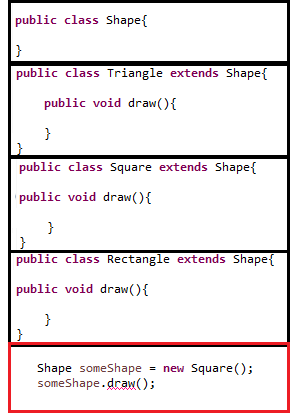 public class Shape{
}
public class Triangle extends Shape{
public void draw(){
}
}
public class Square extends Shape{
public void draw(){
}
}
public class Rectangle extends Shape{
public void draw(){
}
}
Shape someShape = new Square();
someShape.draw();